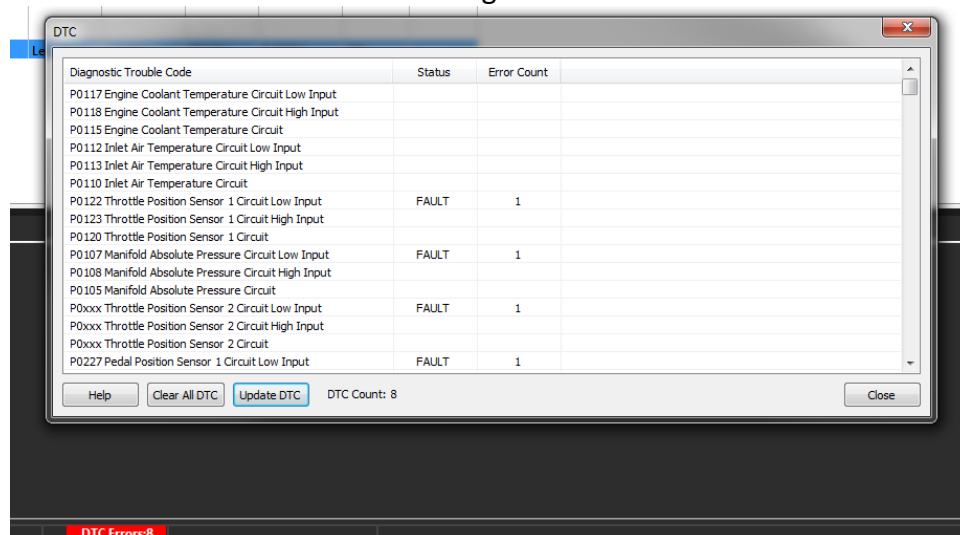 DTC
Le
Diagnostic Trouble Code Status Error Count
P0117 Engine Coolant Temperature Circuit Low Input
P0118 Engine Coolant Temperature Circuit High Input
P0115 Engine Coolant Temperature Circuit
P0112 Inlet Air Temperature Circuit Low Input
P0113 Inlet Air Temperature Circuit High Input
P0110 Inlet Air Temperature Circuit
P0122 Throttle Position Sensor 1 Circuit Low Input FAULT 1
P0123 Throttle Position Sensor 1 Circuit High Input
P0120 Throttle Position Sensor 1 Circuit
P0107 Manifold Absolute Pressure Circuit Low Input FAULT 1
P0108 Manifold Absolute Pressure Circuit High Input
P0105 Manifold Absolute Pressure Circuit
P0xxx Throttle Position Sensor 2 Circuit Low Input FAULT 1
P0xxx Throttle Position Sensor 2 Circuit High Input
P0xxx Throttle Position Sensor 2 Circuit
P0227 Pedal Position Sensor 1 Circuit Low Input FAULT 1
Help Clear All DTC Update DTC DTC Count: 8 Close
DTC Errors:8